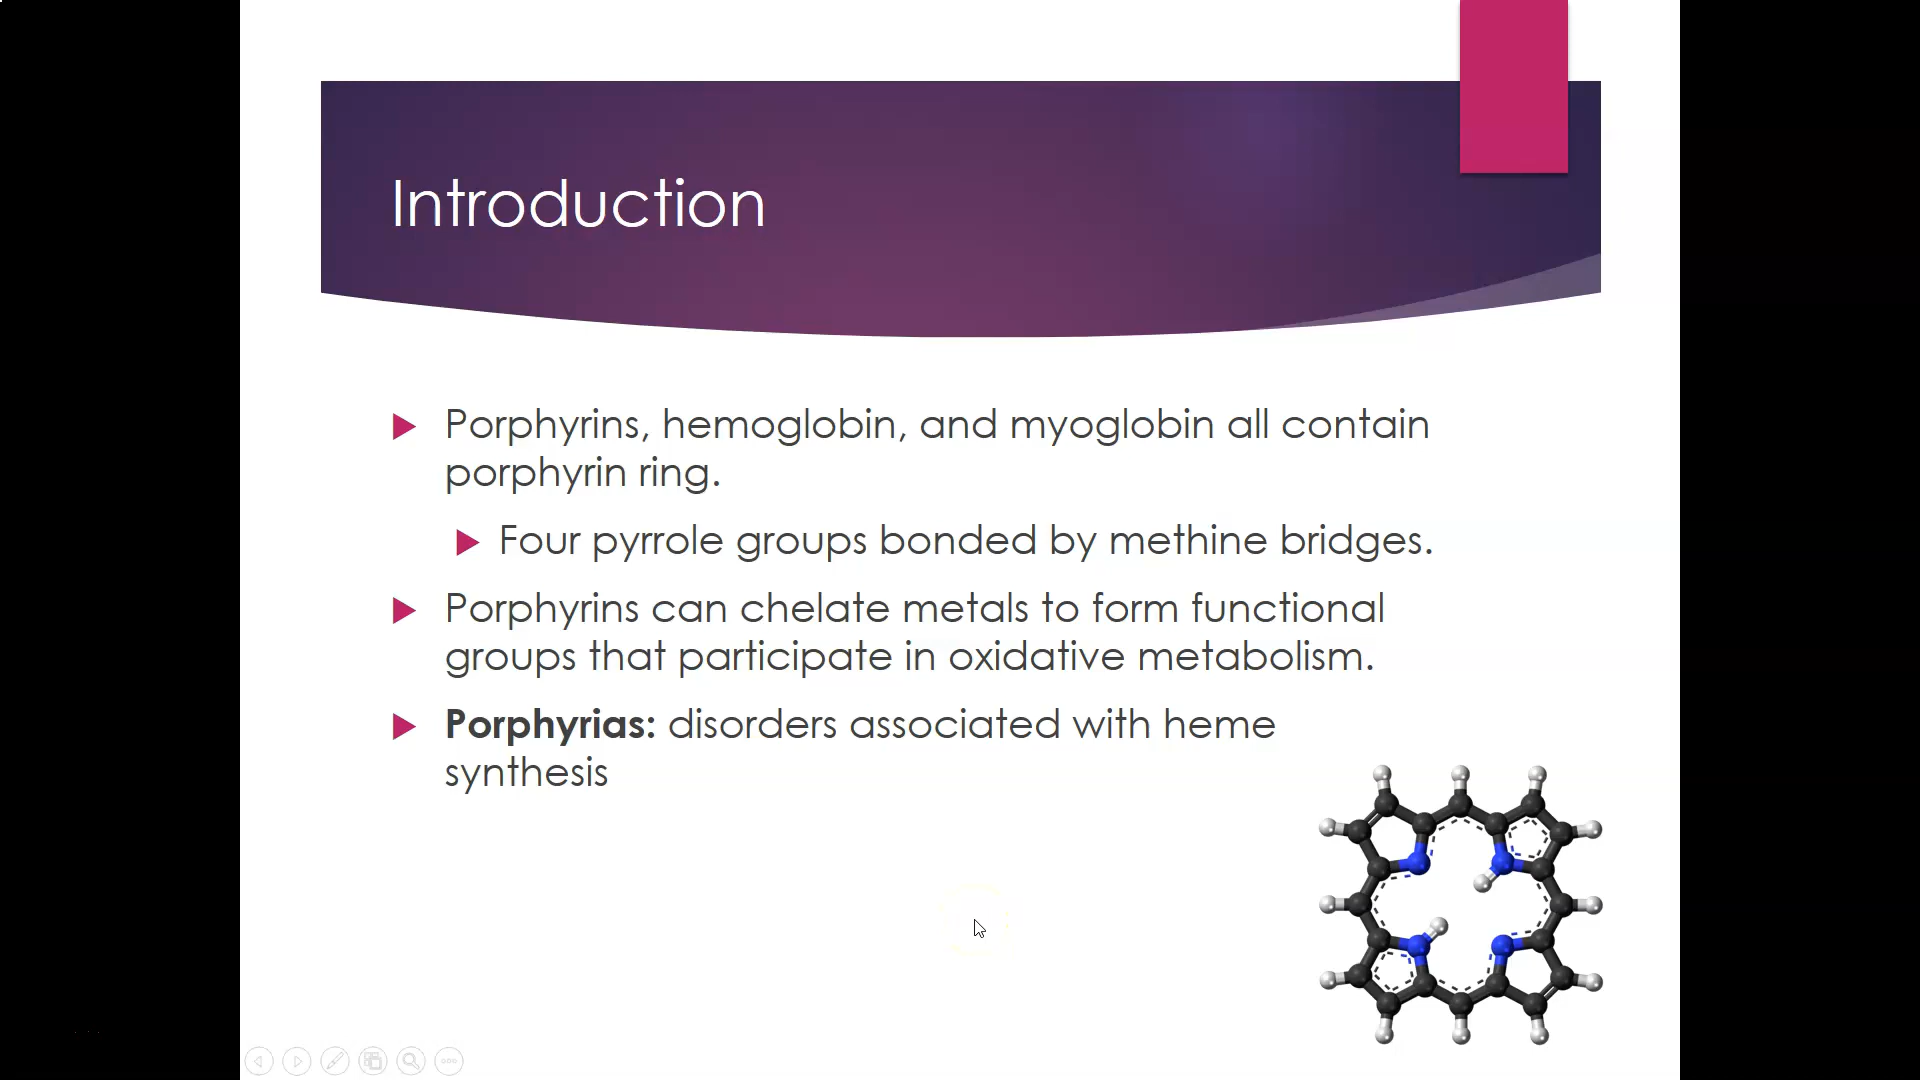 Introduction
Porphyrins, hemoglobin, and myoglobin all contain
porphyrin ring.
Four pyrrole groups bonded by methine bridges.
Porphyrins can chelate metals to form functional
groups that participate in oxidative metabolism.
Porphyrias: disorders associated with heme
synthesis